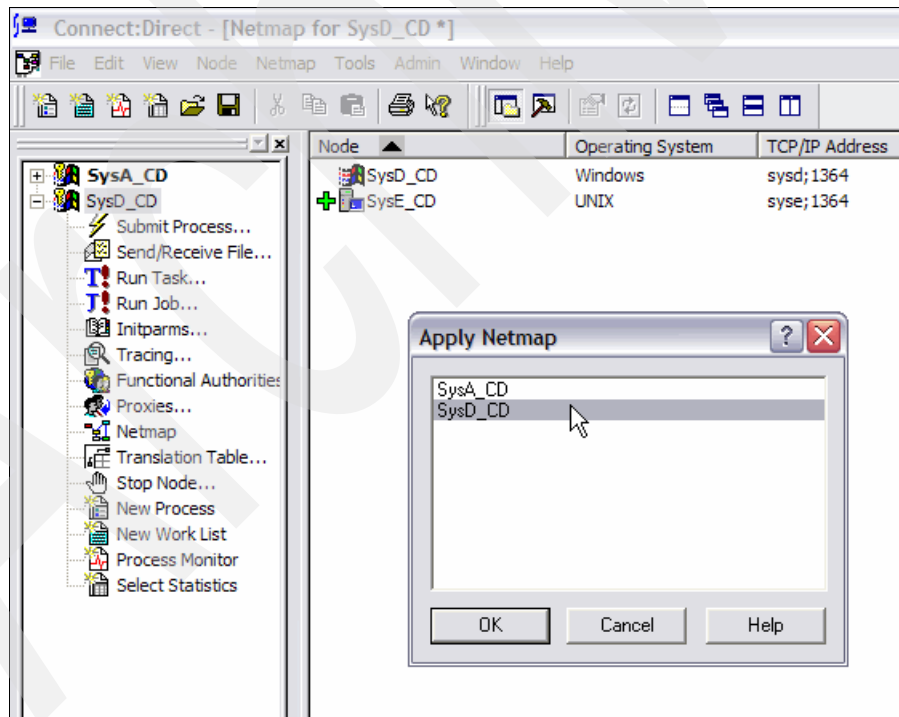 Connect:Direct - [Netmap for SysD_CD *]
File Edit View Node Netmap Tools Admin Window Help
Node Operating System TCP/IP Address
SysA_CD
SysD_CD
Submit Process...
Send/Receive File...
Run Task...
Run Job...
Initparms...
Tracing...
Functional Authorities
Proxies...
Netmap
Translation Table...
Stop Node...
New Process
New Work List
Process Monitor
Select Statistics
SysD_CD Windows sysd;1364
SysE_CD UNIX syse;1364
Apply Netmap
SysA_CD
SysD_CD
OK Cancel Help